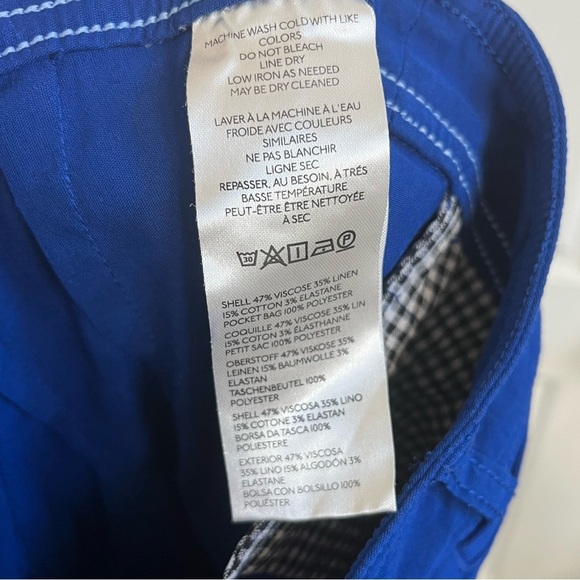 MACHINE WASH COLD WITH LIKE
COLORS
DO NOT BLEACH
LINE DRY
LOW IRON AS NEEDED
MAY BE DRY CLEANED
LAVER À LA MACHINE À L'EAU
FROIDE AVEC COULEURS
SIMILAIRES
NE PAS BLANCHIR
LIGNE SEC
REPASSER, AU BESOIN, À TRÉS
BASSE TEMPÉRATURE
PEUT-ÊTRE ÊTRE NETTOYÉE
À SEC
30 P
SHELL 47% VISCOSE 35% LINEN
15% COTTON 3% ELASTANE
POCKET BAG 100% POLYESTER
COQUILLE 47% VISCOSE 35% LIN
15% COTON 3% ÉLASTHANNE
PETIT SAC 100% POLYESTER
OBERSTOFF 47% VISKOSE 35%
LEINEN 15% BAUMWOLLE 3%
ELASTAN
TASCHENBEUTEL 100%
POLYESTER
SHELL 47% VISCOSA 35% LINO
15% COTONE 3% ELASTAN
BORSA DA TASCA 100%
POLIESTERE
EXTERIOR 47% VISCOSA
35% LINO 15% ALGODÓN 3%
ELASTANE
BOLSA CON BOLSILLO 100%
POLIÉSTER